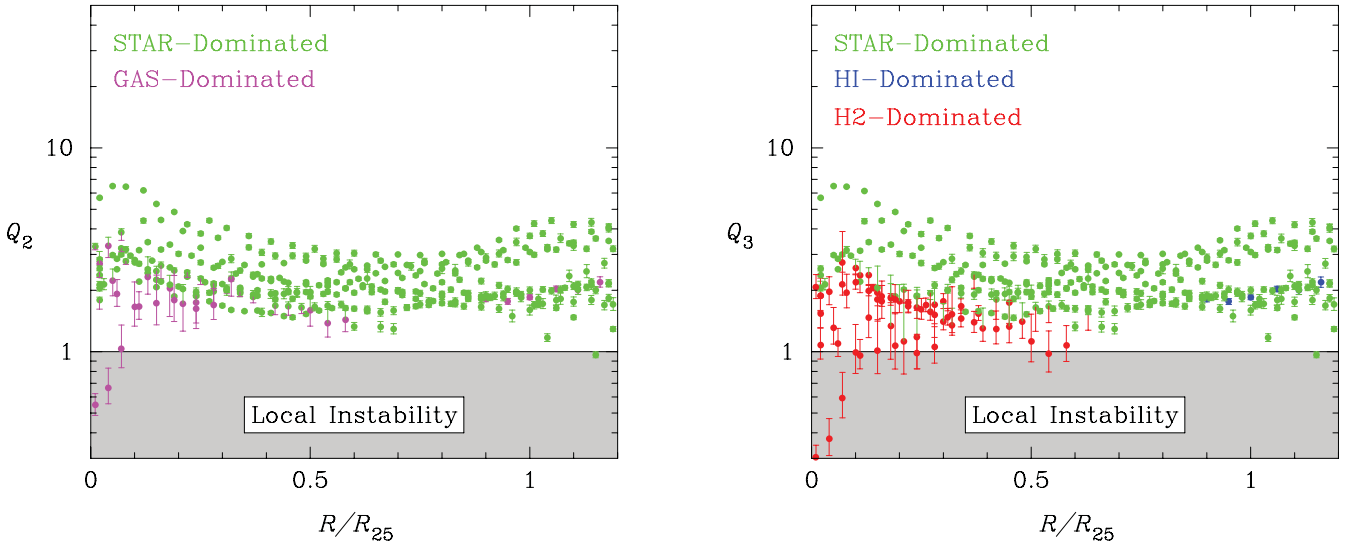 STAR-Dominated
GAS-Dominated
10
Q2
1
Local Instability
0
0.5
1
R/R25
STAR-Dominated
HI-Dominated
H2-Dominated
10
Q3
1
Local Instability
0
0.5
1
R/R25